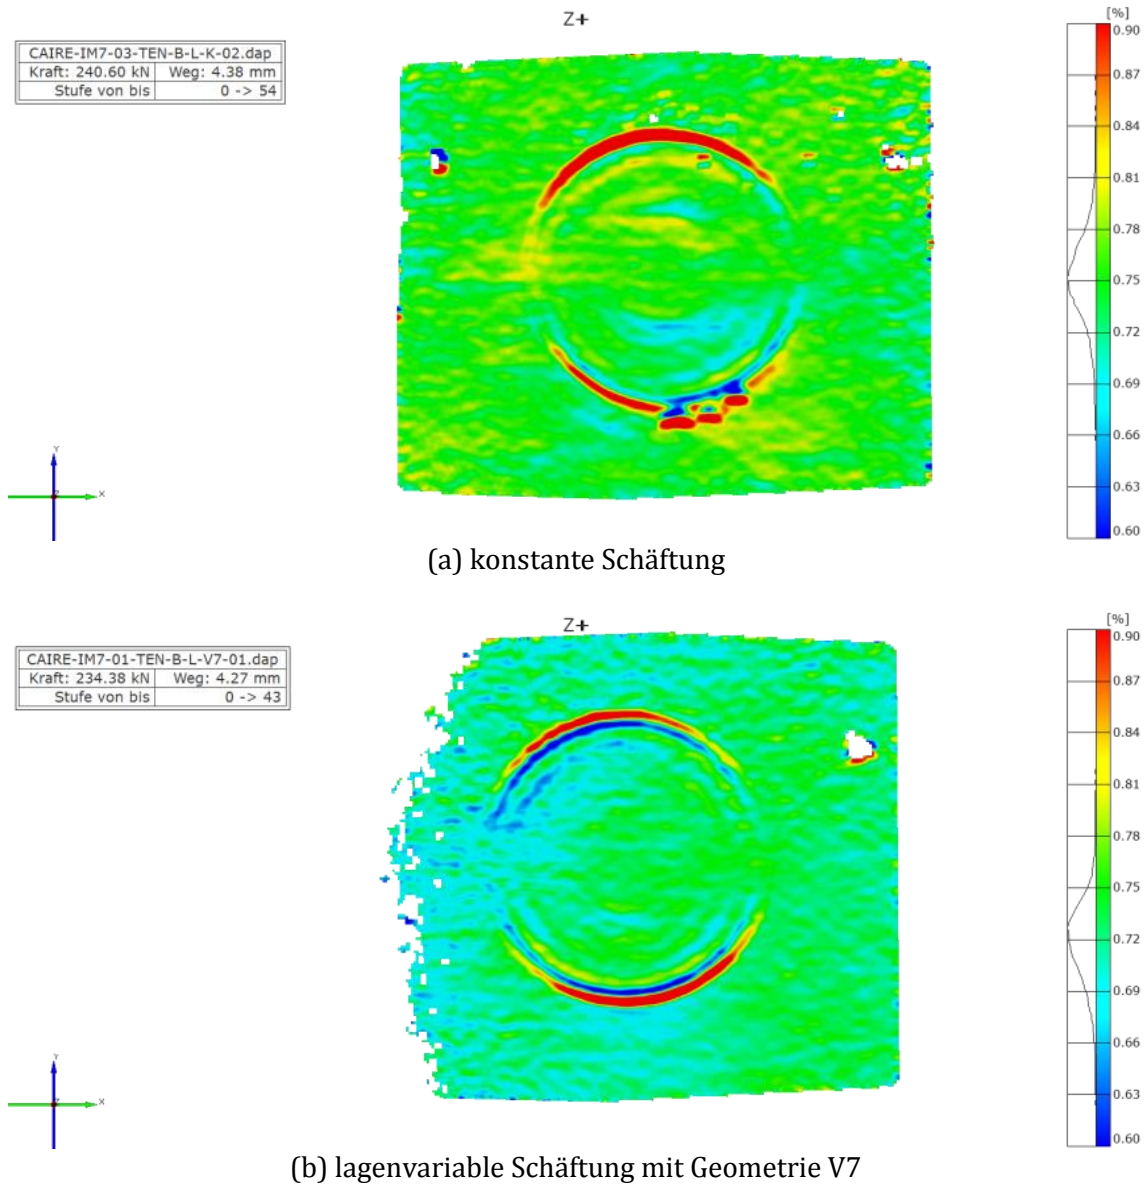 Z+
[%]
CAIRE-IM7-03-TEN-B-L-K-02.dap
Kraft: 240.60 kN Weg: 4.38 mm
Stufe von bis 0 -> 54
0.90
0.87
0.84
0.81
0.78
0.75
0.72
0.69
0.66
0.63
0.60
Y
Z
X
(a) konstante Schäftung
Z+
[%]
CAIRE-IM7-01-TEN-B-L-V7-01.dap
Kraft: 234.38 kN Weg: 4.27 mm
Stufe von bis 0 -> 43
0.90
0.87
0.84
0.81
0.78
0.75
0.72
0.69
0.66
0.63
0.60
Y
Z
X
(b) lagenvariable Schäftung mit Geometrie V7